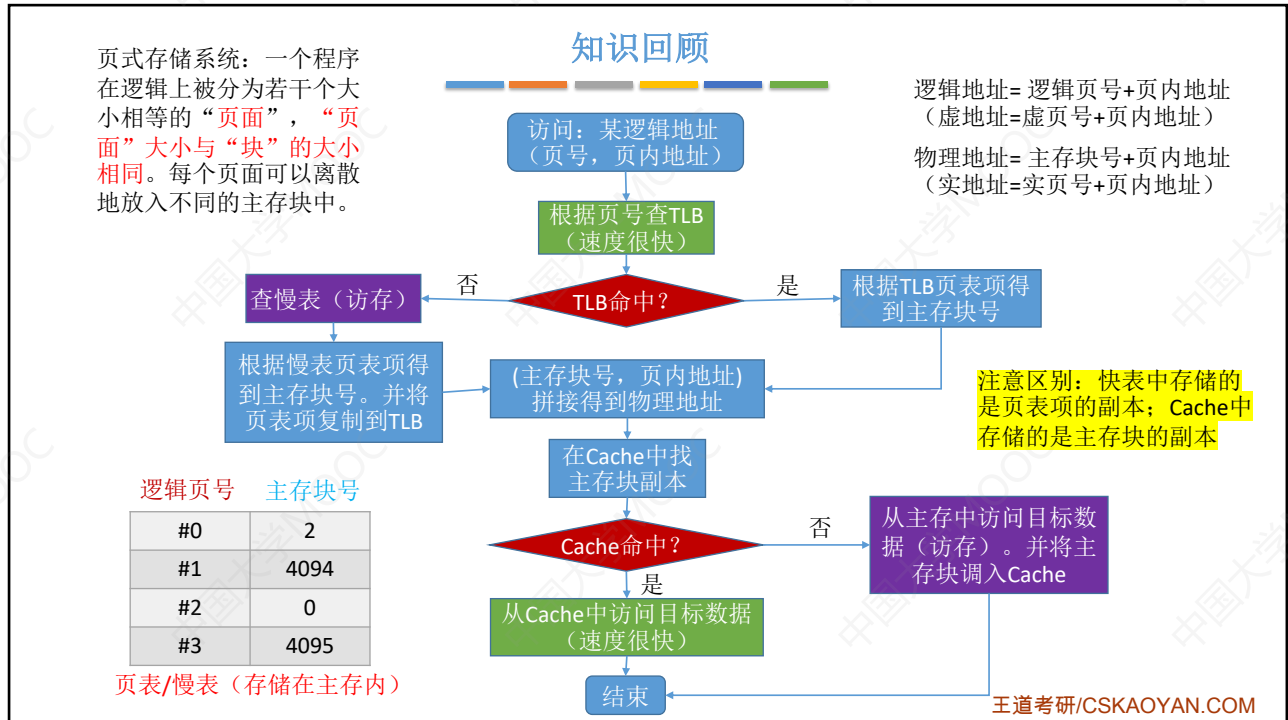 知识回顾
页式存储系统：一个程序
在逻辑上被分为若干个大
小相等的“页面”，“页
面”大小与“块”的大小
相同。每个页面可以离散
地放入不同的主存块中。
逻辑地址= 逻辑页号+页内地址
（虚地址=虚页号+页内地址）
物理地址= 主存块号+页内地址
（实地址=实页号+页内地址）
访问：某逻辑地址
（页号，页内地址）
根据页号查TLB
（速度很快）
TLB命中？
否
是
查慢表（访存）
根据TLB页表项得
到主存块号
根据慢表页表项得
到主存块号。并将
页表项复制到TLB
(主存块号，页内地址)
拼接得到物理地址
注意区别：快表中存储的
是页表项的副本；Cache中
存储的是主存块的副本
在Cache中找
主存块副本
Cache命中？
否
是
从主存中访问目标数
据（访存）。并将主
存块调入Cache
从Cache中访问目标数据
（速度很快）
结束
逻辑页号 主存块号
#0 2
#1 4094
#2 0
#3 4095
页表/慢表（存储在主存内）
王道考研/CSKAOYAN.COM
中国大学MOOC